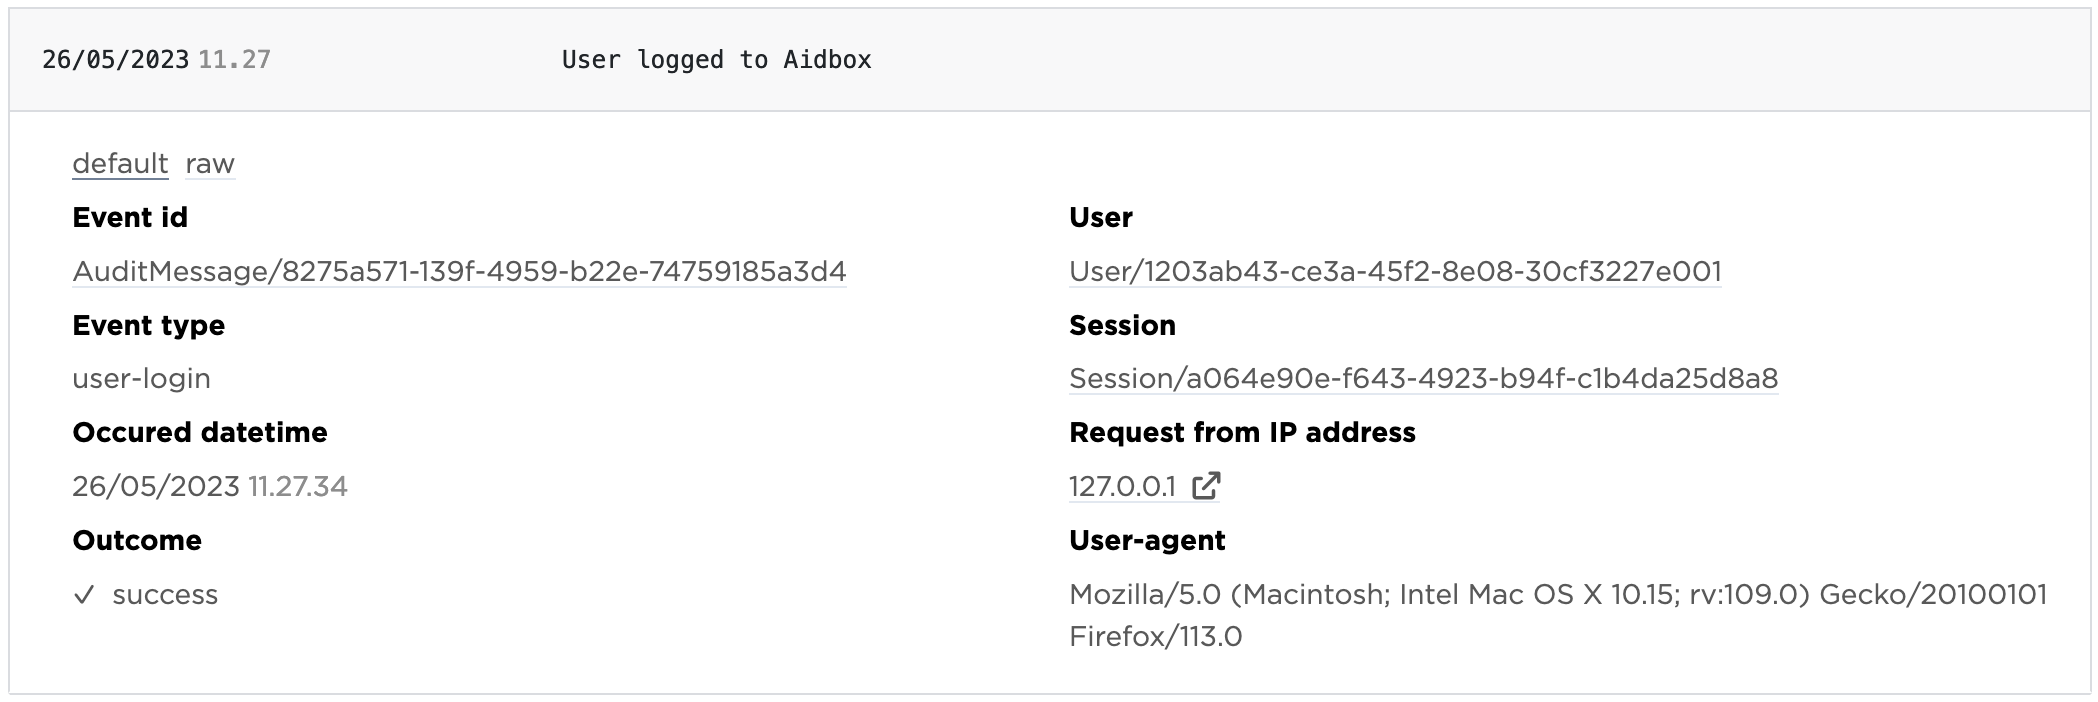 26/05/2023 11.27 User logged to Aidbox
default raw
Event id
AuditMessage/8275a571-139f-4959-b22e-74759185a3d4
Event type
user-login
Occured datetime
26/05/2023 11.27.34
Outcome
✓ success
User
User/1203ab43-ce3a-45f2-8e08-30cf3227e001
Session
Session/a064e90e-f643-4923-b94f-c1b4da25d8a8
Request from IP address
127.0.0.1
User-agent
Mozilla/5.0 (Macintosh; Intel Mac OS X 10.15; rv:109.0) Gecko/20100101
Firefox/113.0